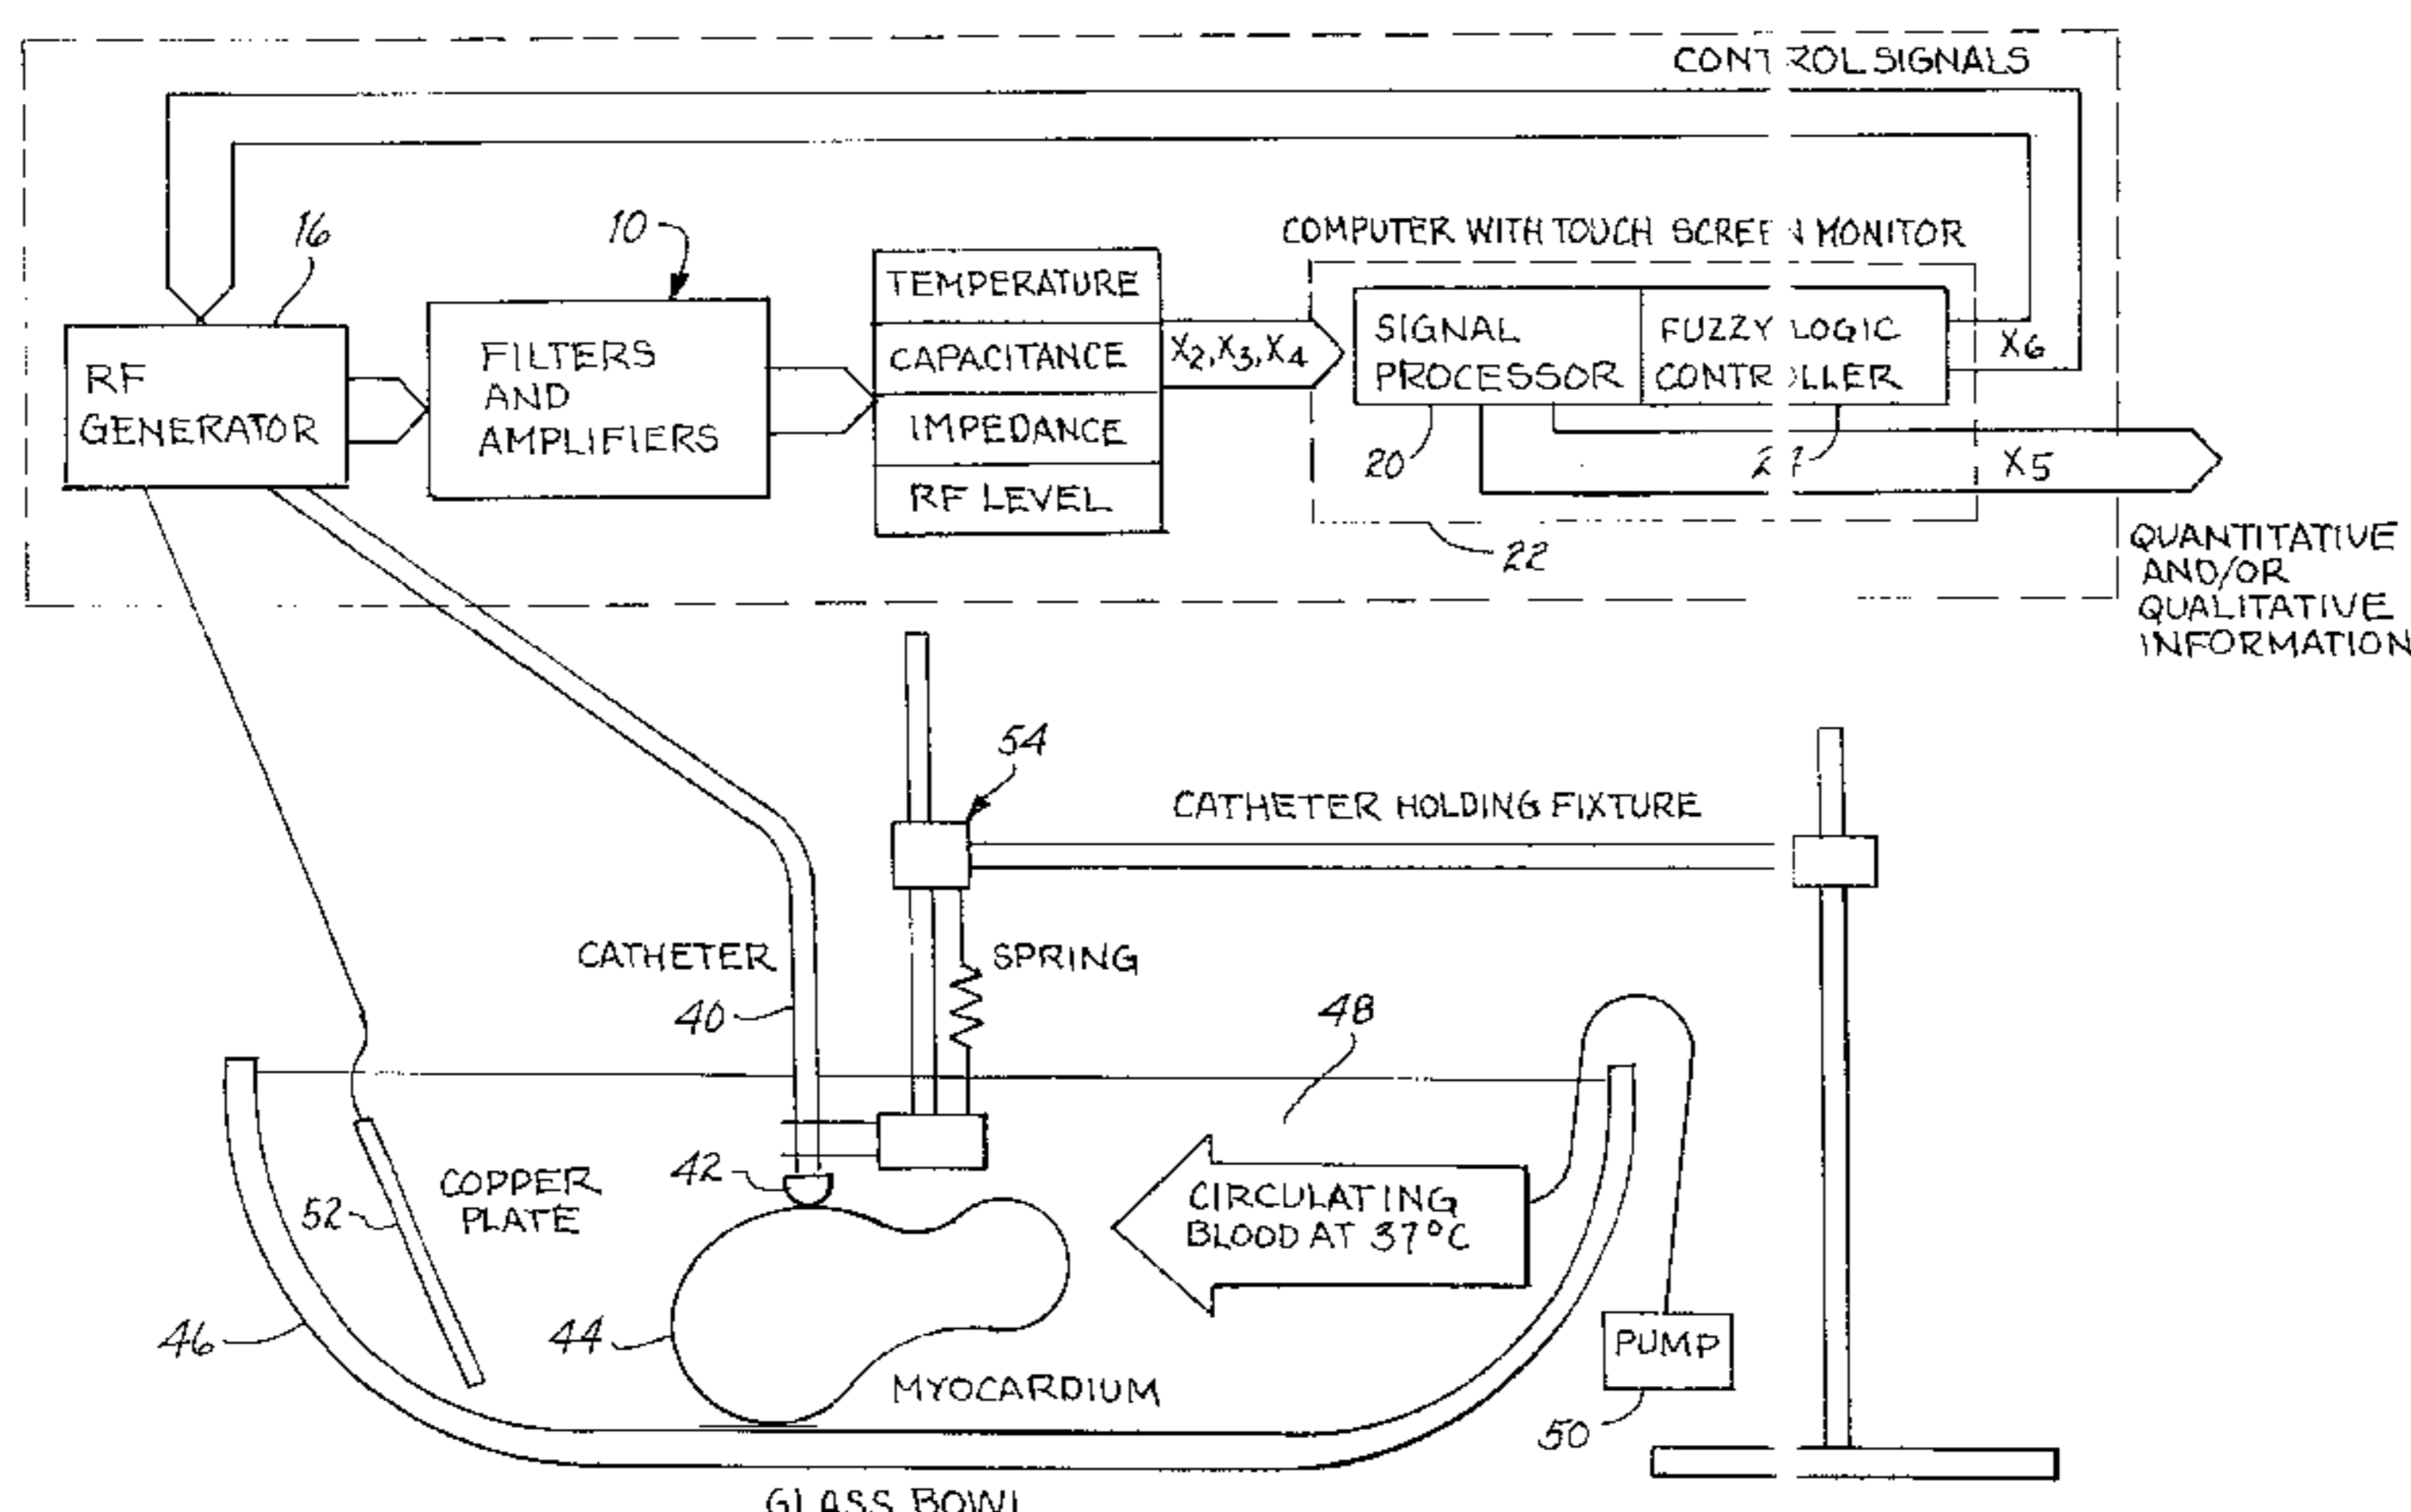 CONTROL SIGNALS
16
10
COMPUTER WITH TOUCH SCREEN MONITOR
RF
GENERATOR
FILTERS
AND
AMPLIFIERS
TEMPERATURE
CAPACITANCE
IMPEDANCE
RF LEVEL
X2, X3, X4
SIGNAL
PROCESSOR
FUZZY LOGIC
CONTROLLER
X6
20
X5
22
QUANTITATIVE
AND/OR
QUALITATIVE
INFORMATION
54
CATHETER HOLDING FIXTURE
CATHETER
SPRING
40
48
42
COPPER
PLATE
52
CIRCULATING
BLOOD AT 37°C
46
44
MYOCARDIUM
PUMP
50
GLASS BOWL